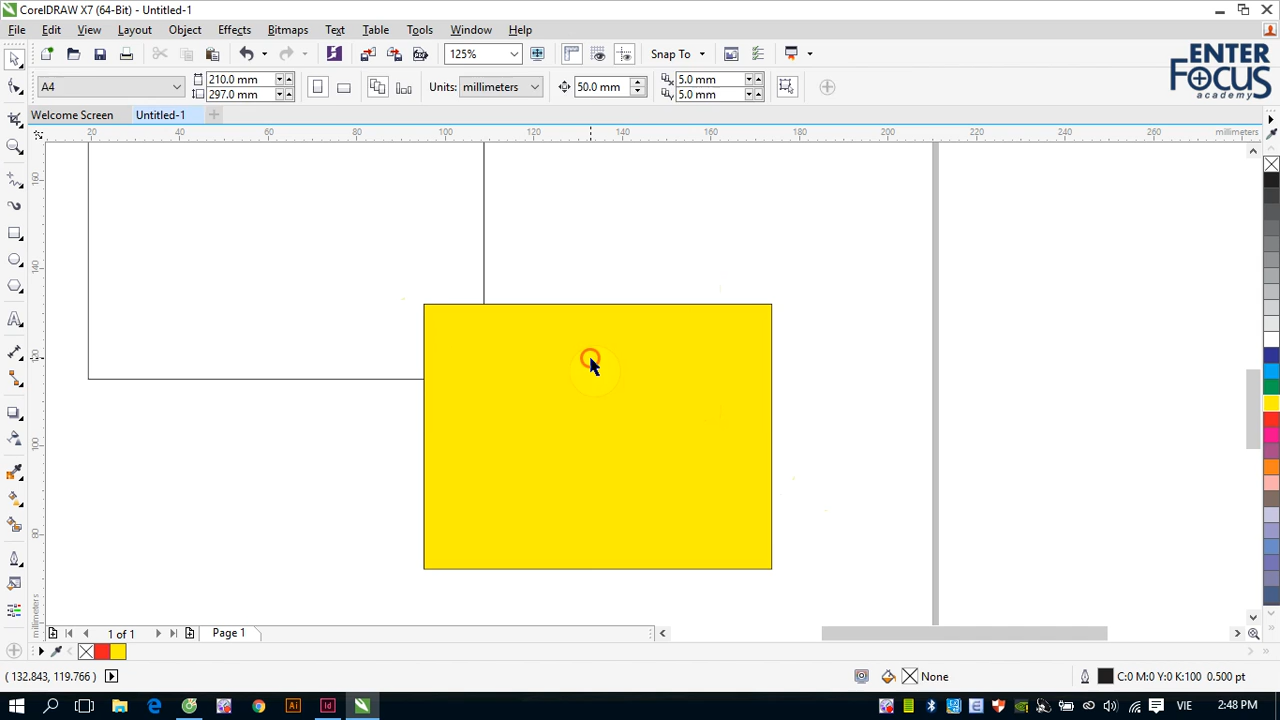 CorelDRAW X7 (64-Bit) - Untitled-1
File Edit View Layout Object Effects Bitmaps Text Table Tools Window Help
125% Snap To
ENTER
FOCUS
academy
A4 210.0 mm 297.0 mm Units: millimeters 50.0 mm 5.0 mm 5.0 mm
Welcome Screen Untitled-1
20 40 60 80 100 120 140 160 180 200 220 240 260 millimeters
160
140
120
100
80
millimeters
1 of 1 Page 1
(132.843, 119.766) None C:0 M:0 Y:0 K:100 0.500 pt
Ai Id VIE 2:48 PM